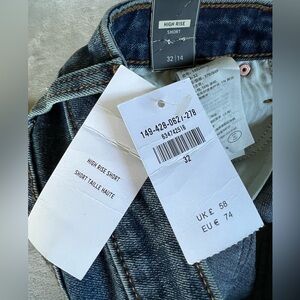 HIGH RISE
SHORT
32 | 14
149-428-0621-278
32
UK £ 58
EU € 74
HIGH RISE SHORT
SHORT TAILLE HAUTE